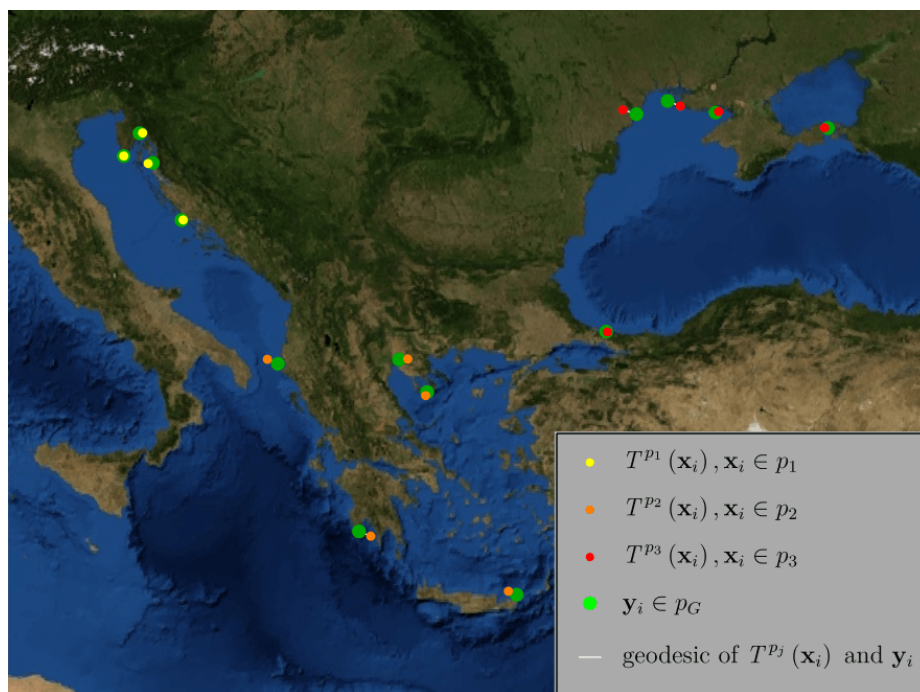 T^{p_1} (x_i) , x_i ∈ p_1
T^{p_2} (x_i) , x_i ∈ p_2
T^{p_3} (x_i) , x_i ∈ p_3
y_i ∈ p_G
geodesic of T^{p_j} (x_i) and y_i